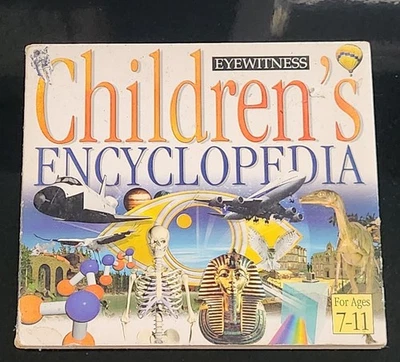 EYEWITNESS
Children's
ENCYCLOPEDIA
For Ages
7-11